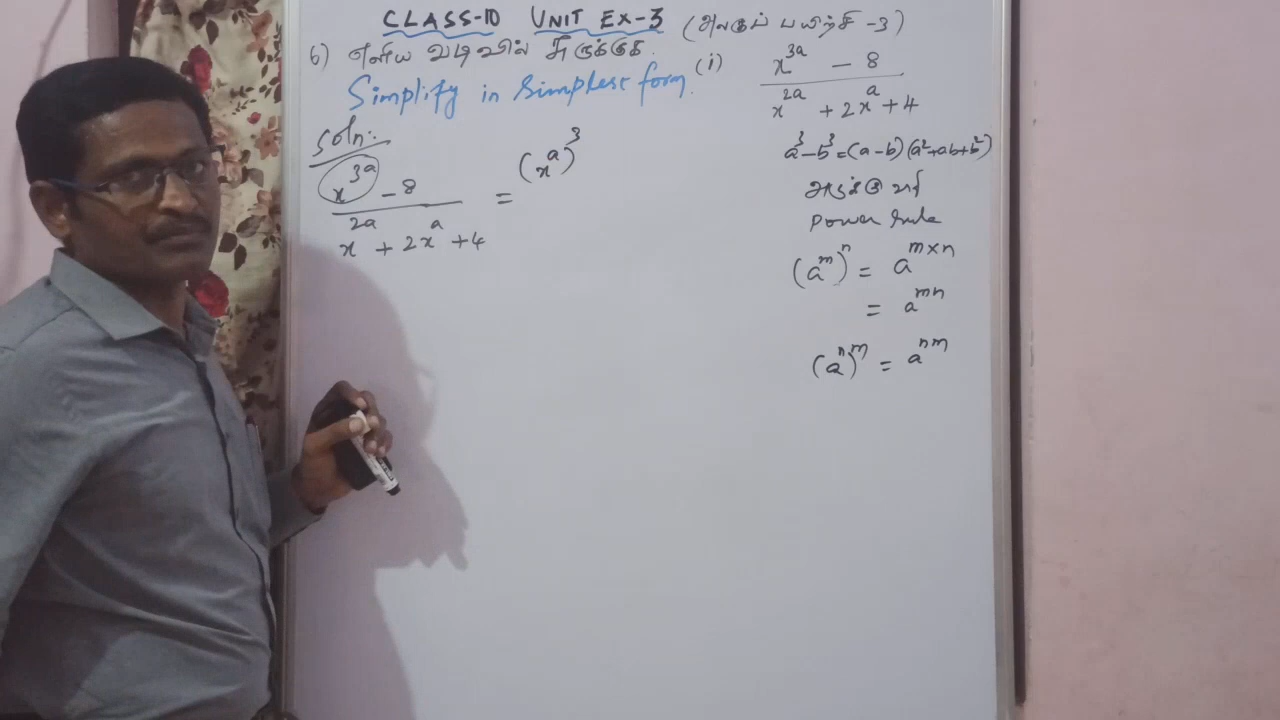 CLASS-10 UNIT EX-3 (அலகுப் பயிற்சி -3)
6) எளிய வடிவில் சுருக்குக.
Simplify in Simplest form. (i) x^{3a} - 8 / x^{2a} + 2x^a + 4
Soln:-
x^{3a} - 8 / x^{2a} + 2x^a + 4 = (x^a)^3
a³-b³=(a-b)(a²+ab+b²)
அடுக்கு விதி
Power rule
(a^m)^n = a^{m×n}
= a^{mn}
(a^n)^m = a^{nm}